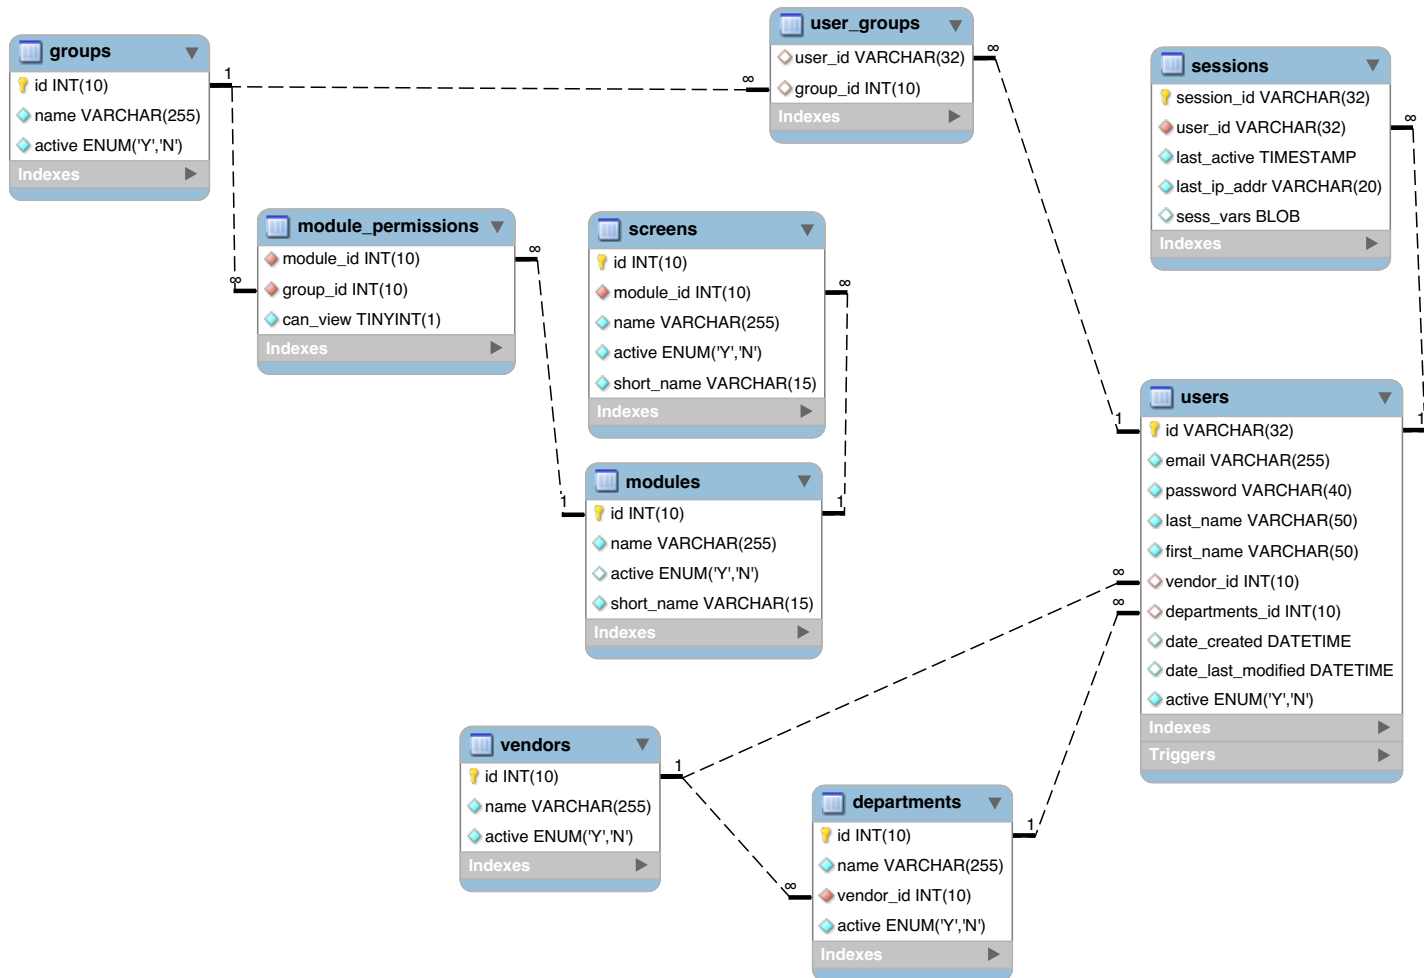 groups
id INT(10)
name VARCHAR(255)
active ENUM('Y','N')
Indexes
1
∞
user_groups
user_id VARCHAR(32)
group_id INT(10)
Indexes
∞
∞
sessions
session_id VARCHAR(32)
user_id VARCHAR(32)
last_active TIMESTAMP
last_ip_addr VARCHAR(20)
sess_vars BLOB
Indexes
∞
module_permissions
module_id INT(10)
group_id INT(10)
can_view TINYINT(1)
Indexes
∞
screens
id INT(10)
module_id INT(10)
name VARCHAR(255)
active ENUM('Y','N')
short_name VARCHAR(15)
Indexes
∞
modules
id INT(10)
name VARCHAR(255)
active ENUM('Y','N')
short_name VARCHAR(15)
Indexes
1
1
users
id VARCHAR(32)
email VARCHAR(255)
password VARCHAR(40)
last_name VARCHAR(50)
first_name VARCHAR(50)
vendor_id INT(10)
departments_id INT(10)
date_created DATETIME
date_last_modified DATETIME
active ENUM('Y','N')
Indexes
Triggers
1
1
∞
∞
vendors
id INT(10)
name VARCHAR(255)
active ENUM('Y','N')
Indexes
1
departments
id INT(10)
name VARCHAR(255)
vendor_id INT(10)
active ENUM('Y','N')
Indexes
1
∞